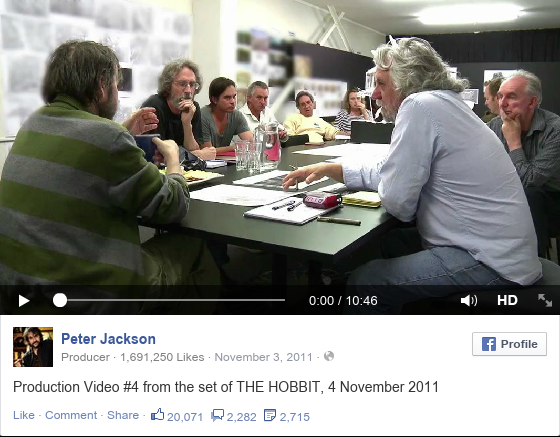 0:00 / 10:46
HD
Peter Jackson
Producer · 1,691,250 Likes · November 3, 2011 ·
Profile
Production Video #4 from the set of THE HOBBIT, 4 November 2011
Like · Comment · Share · 20,071 2,282 2,715